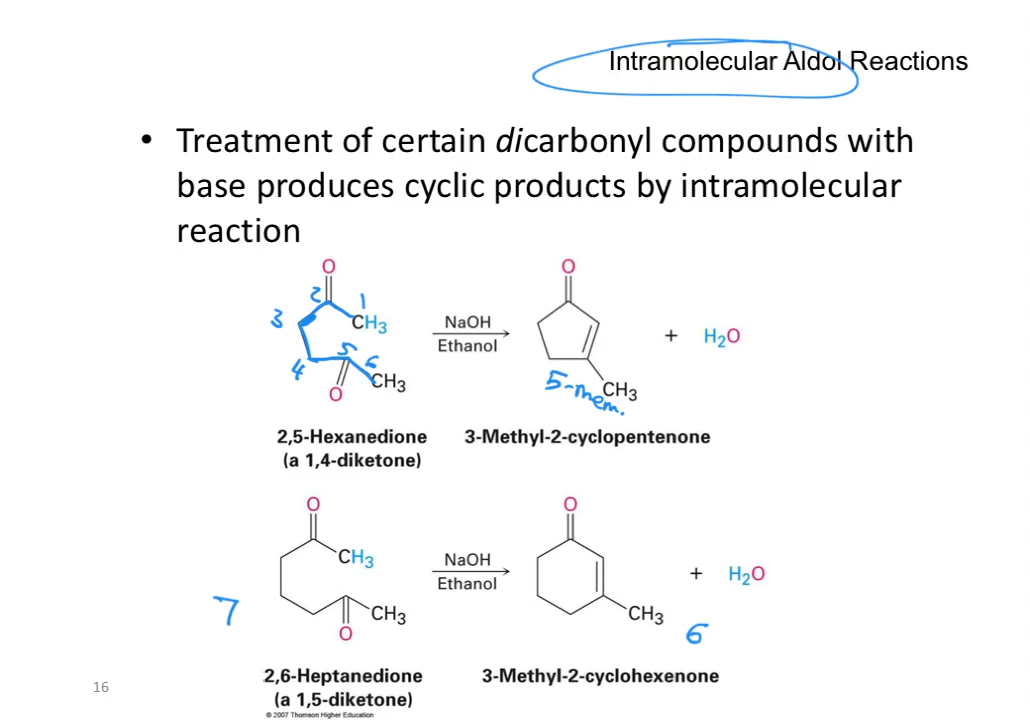 Intramolecular Aldol Reactions
• Treatment of certain dicarbonyl compounds with
base produces cyclic products by intramolecular
reaction
O
2
1
3
CH3
4
5
6
CH3
O
NaOH
Ethanol
O
CH3
5-mem.
+ H2O
2,5-Hexanedione
(a 1,4-diketone)
3-Methyl-2-cyclopentenone
O
CH3
CH3
O
7
NaOH
Ethanol
O
CH3
6
+ H2O
2,6-Heptanedione
(a 1,5-diketone)
3-Methyl-2-cyclohexenone
© 2007 Thomson Higher Education
16